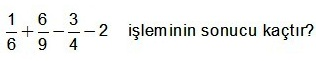 1/6 + 6/9 − 3/4 − 2 işleminin sonucu kaçtır?